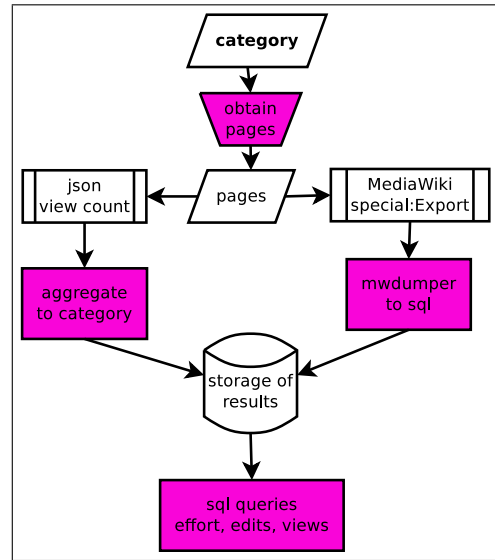 category
obtain
pages
json
view count
pages
MediaWiki
special:Export
aggregate
to category
mwdumper
to sql
storage of
results
sql queries
effort, edits, views